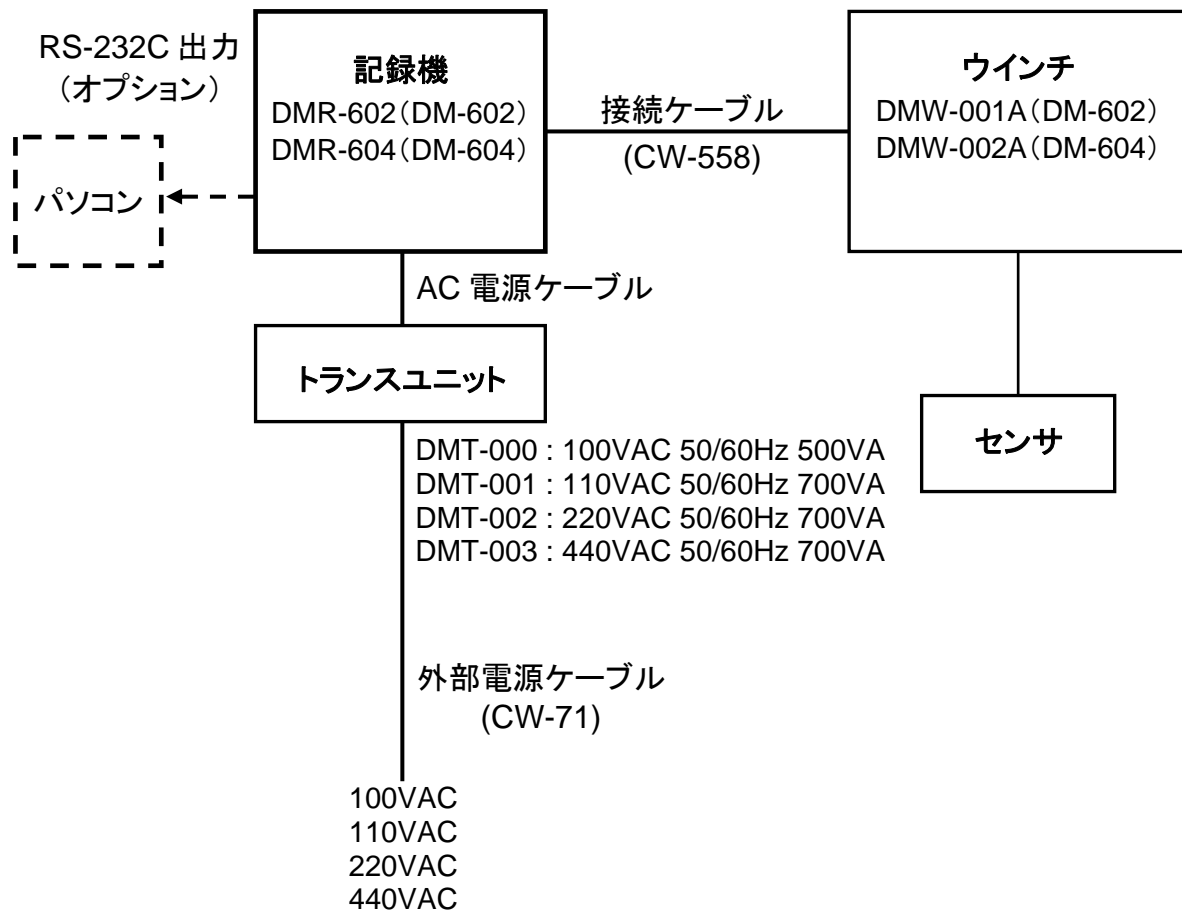 RS-232C 出力
（オプション）
パソコン
記録機
DMR-602（DM-602）
DMR-604（DM-604）
接続ケーブル
(CW-558)
ウインチ
DMW-001A（DM-602）
DMW-002A（DM-604）
AC 電源ケーブル
トランスユニット
センサ
DMT-000 : 100VAC 50/60Hz 500VA
DMT-001 : 110VAC 50/60Hz 700VA
DMT-002 : 220VAC 50/60Hz 700VA
DMT-003 : 440VAC 50/60Hz 700VA
外部電源ケーブル
(CW-71)
100VAC
110VAC
220VAC
440VAC